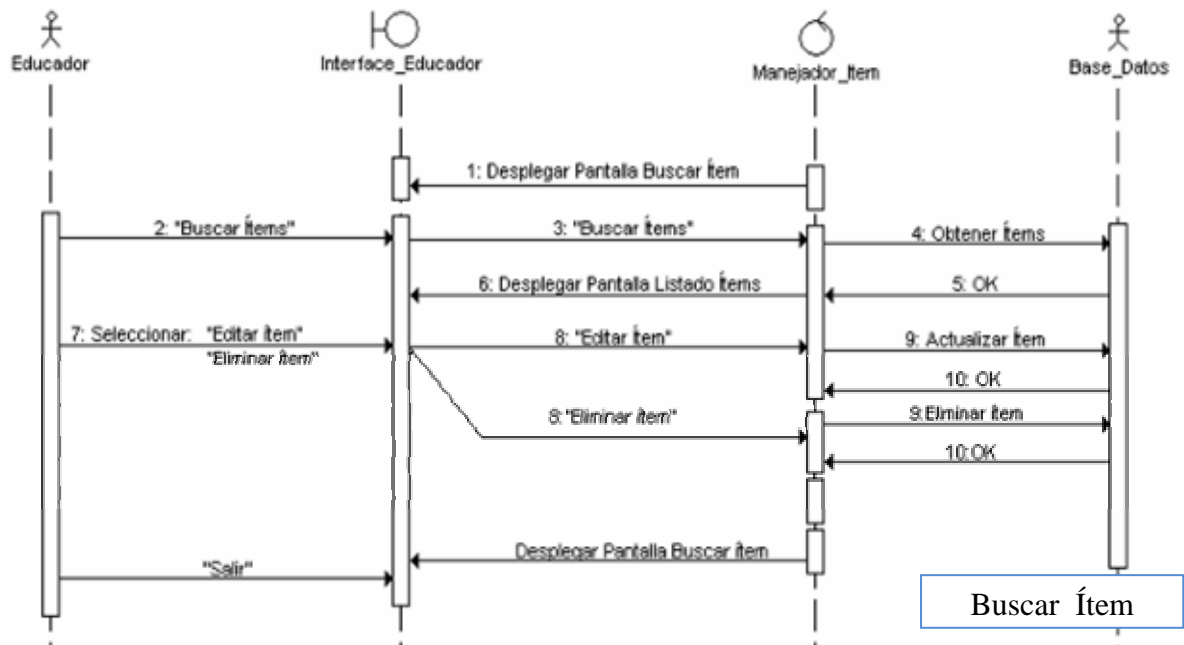 Educador
Interface_Educador
Manejador_Item
Base_Datos
1: Desplegar Pantalla Buscar Ítem
2: "Buscar Ítems"
3: "Buscar Ítems"
4: Obtener Ítems
6: Desplegar Pantalla Listado Ítems
5: OK
7: Seleccionar: "Editar ítem"
"Eliminar ítem"
8: "Editar Ítem"
9: Actualizar Ítem
10: OK
8:"Eliminar ítem"
9:Eliminar ítem
10:OK
Desplegar Pantalla Buscar ítem
"Salir"
Buscar Ítem